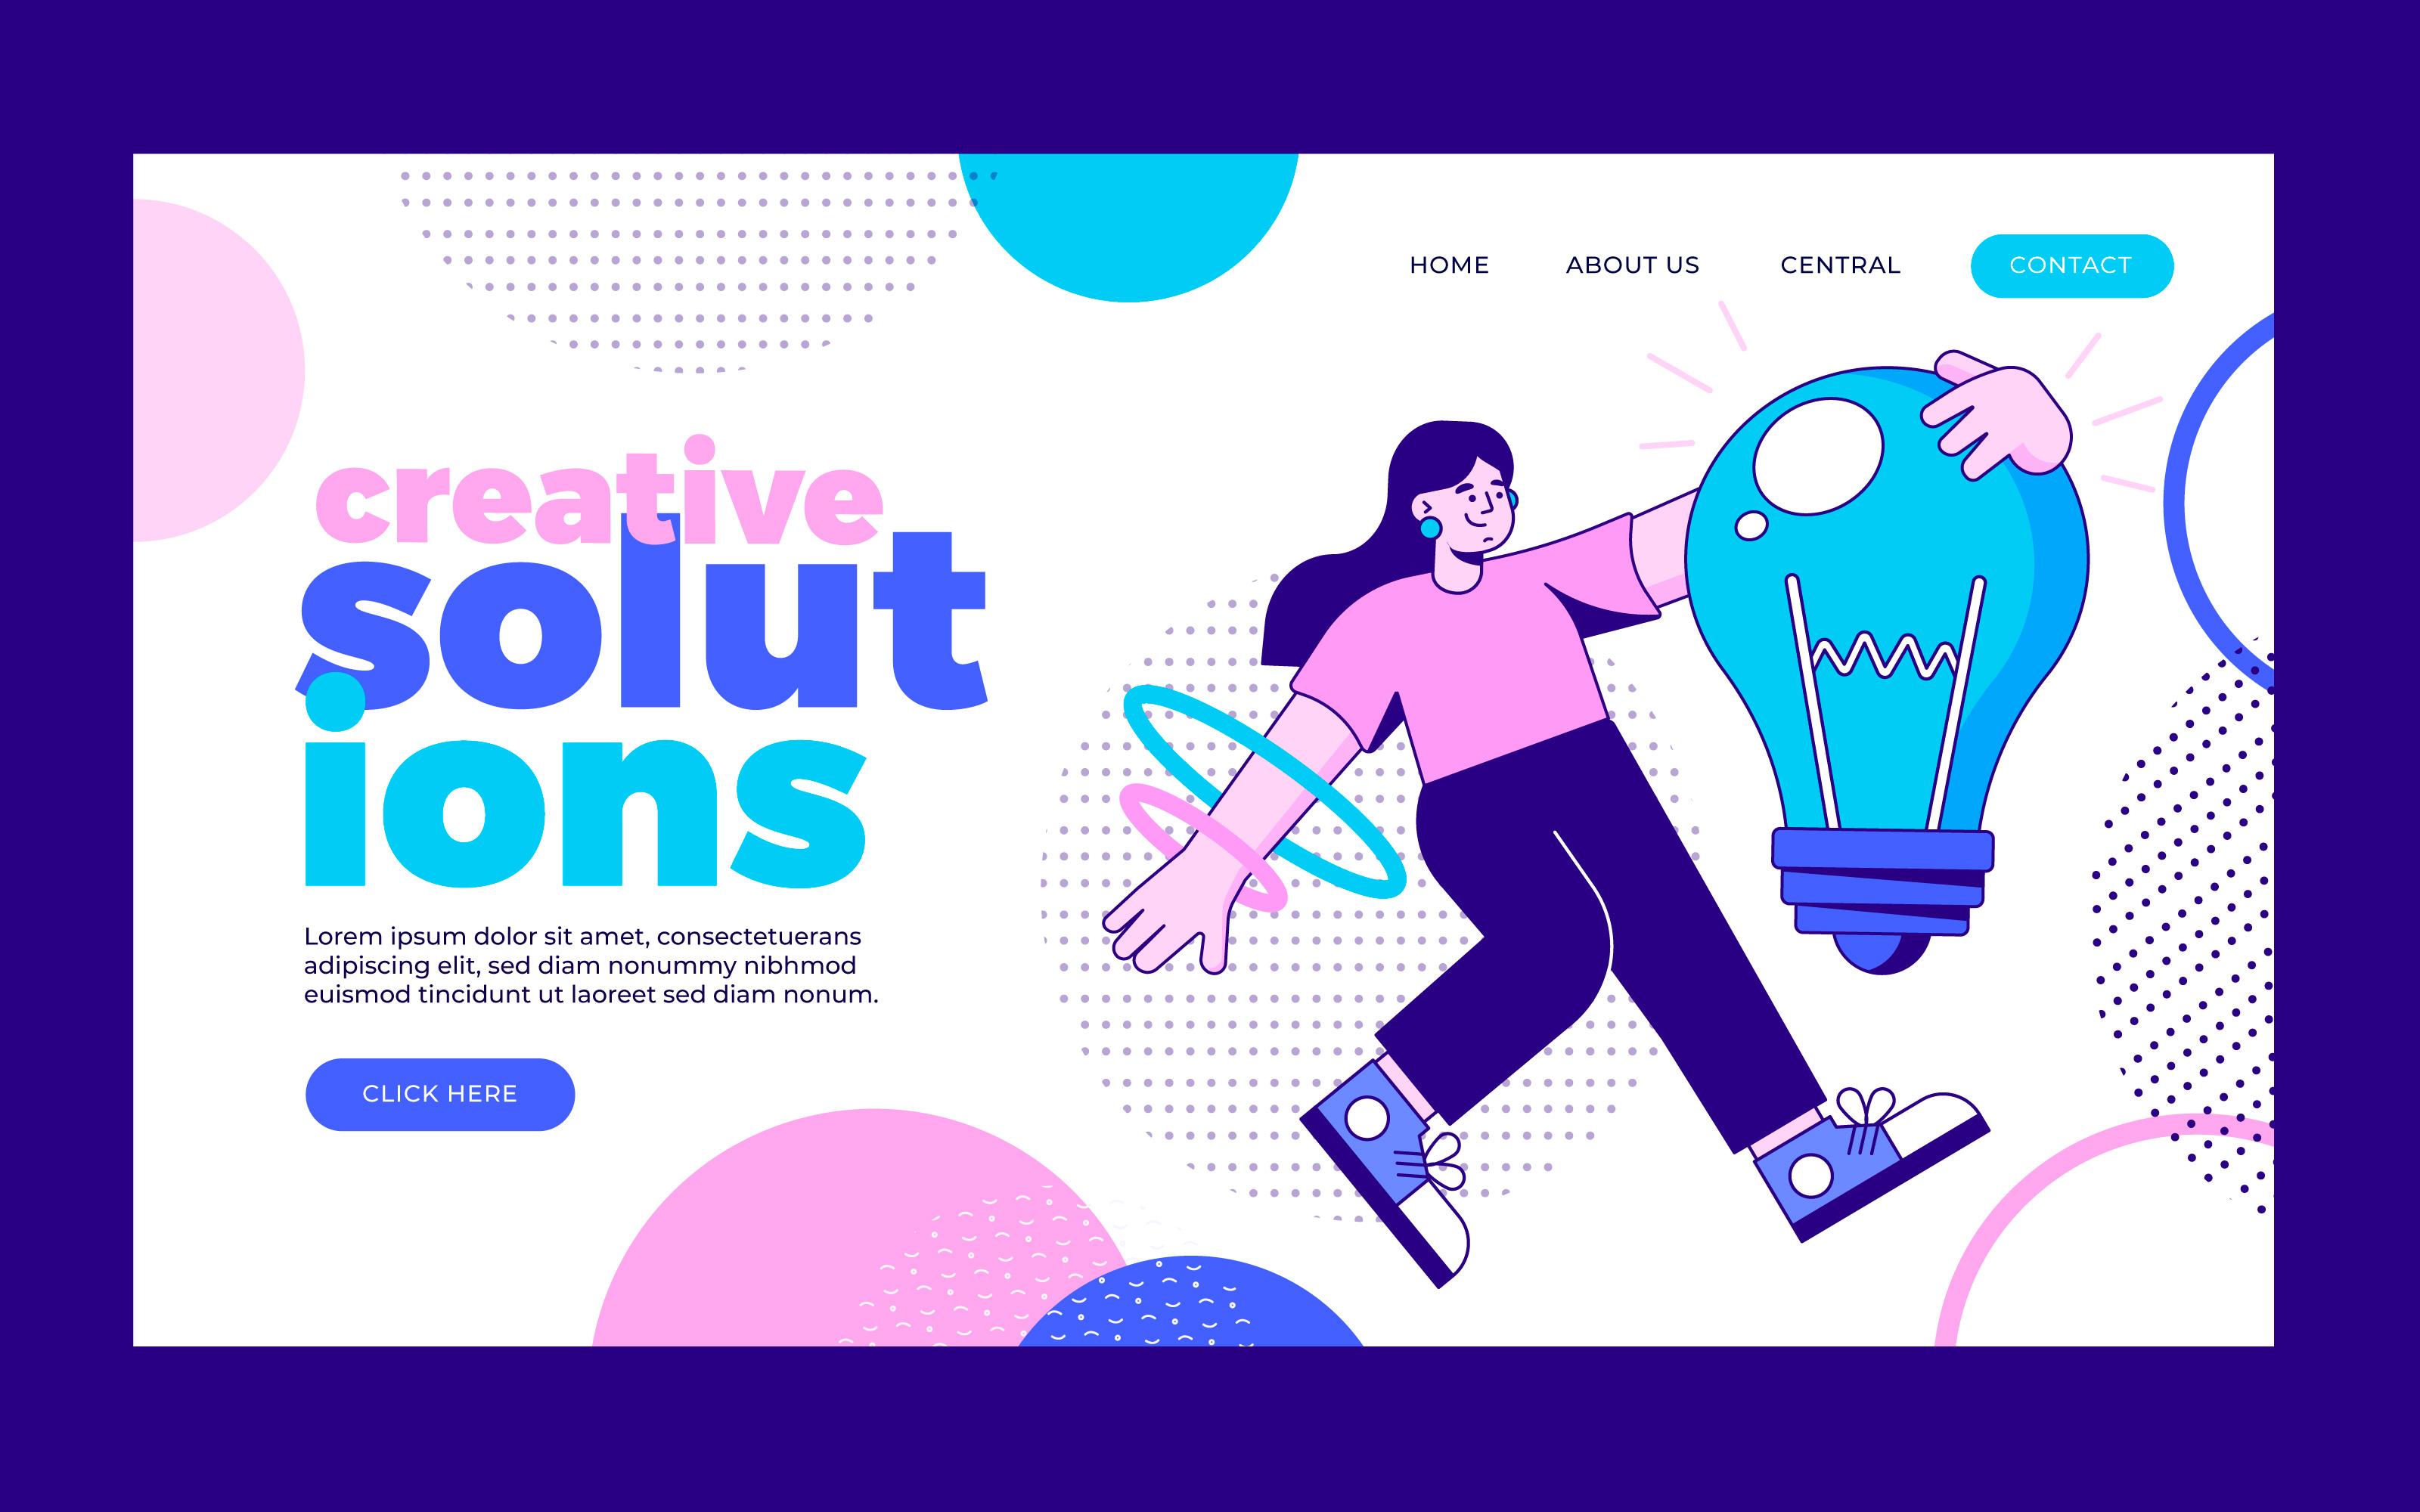 HOME ABOUT US CENTRAL CONTACT
creative
solut
ions
Lorem ipsum dolor sit amet, consectetuerans
adipiscing elit, sed diam nonummy nibhmod
euismod tincidunt ut laoreet sed diam nonum.
CLICK HERE